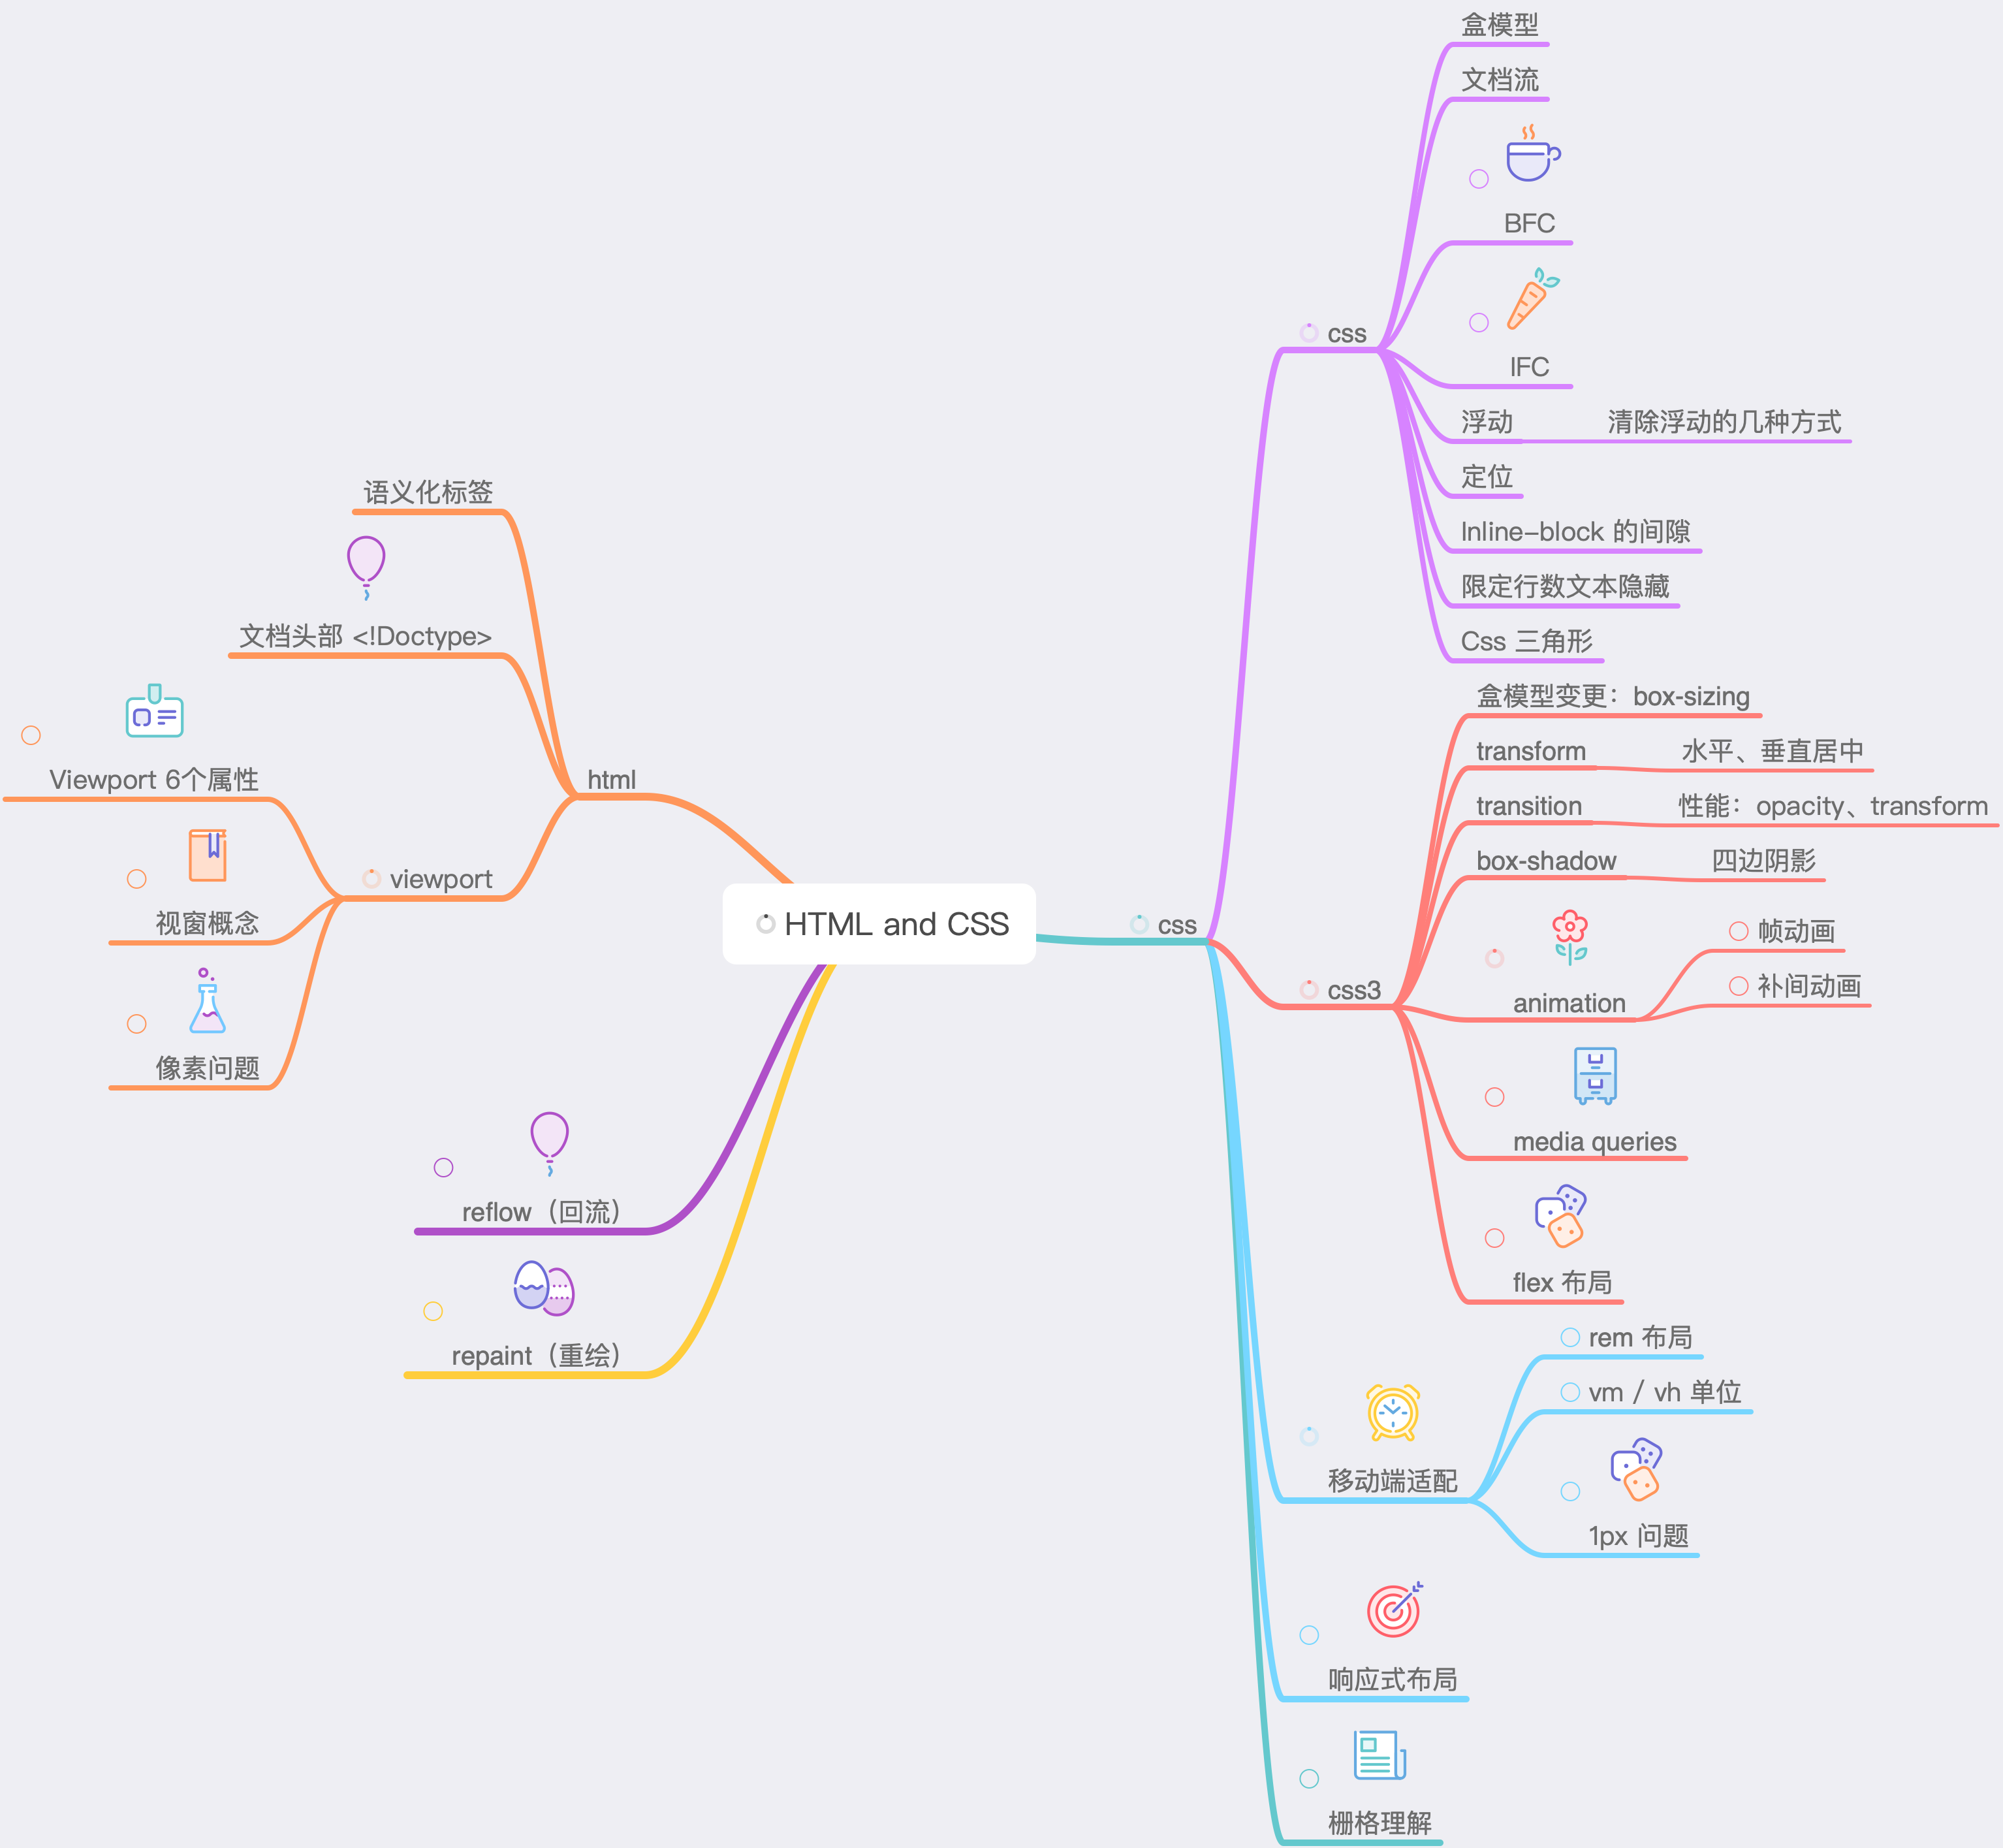 HTML and CSS
html
语义化标签
文档头部 <!Doctype>
viewport
Viewport 6个属性
视窗概念
像素问题
reflow（回流）
repaint（重绘）
css
css
盒模型
文档流
BFC
IFC
浮动
清除浮动的几种方式
定位
Inline-block 的间隙
限定行数文本隐藏
Css 三角形
css3
盒模型变更：box-sizing
transform
水平、垂直居中
transition
性能：opacity、transform
box-shadow
四边阴影
animation
帧动画
补间动画
media queries
flex 布局
移动端适配
rem 布局
vm / vh 单位
1px 问题
响应式布局
栅格理解